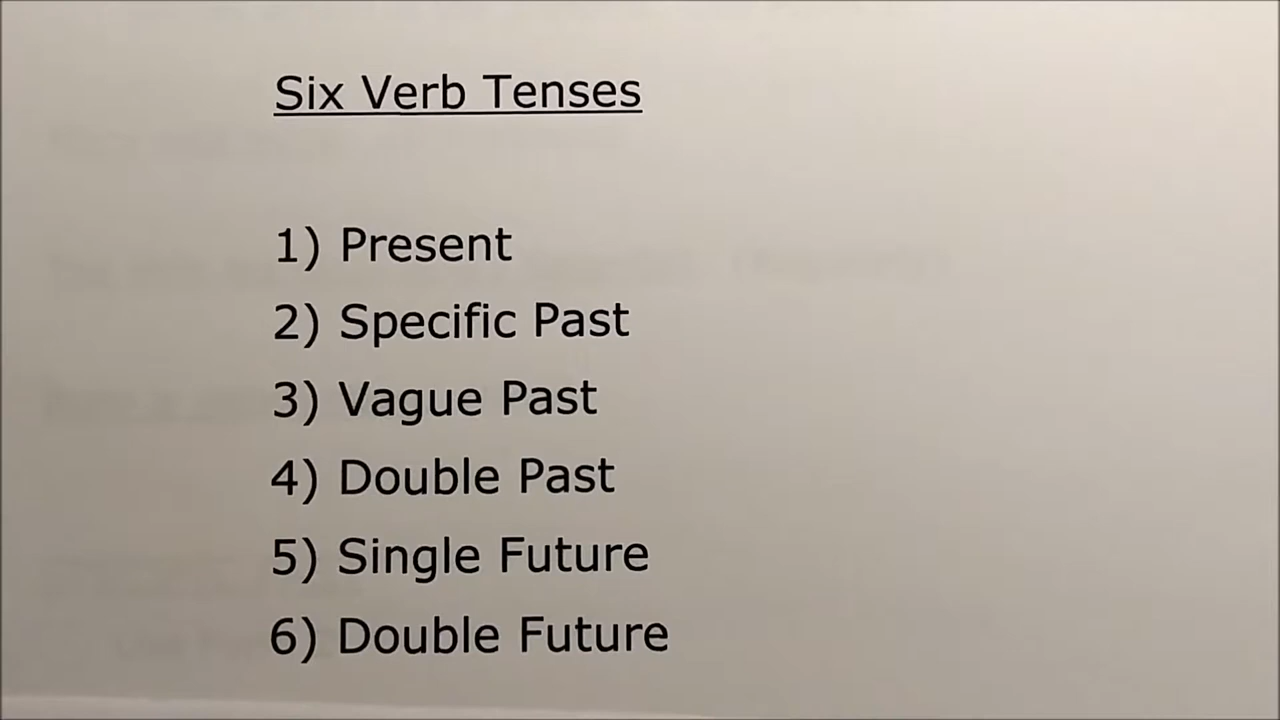 Six Verb Tenses
1) Present
2) Specific Past
3) Vague Past
4) Double Past
5) Single Future
6) Double Future